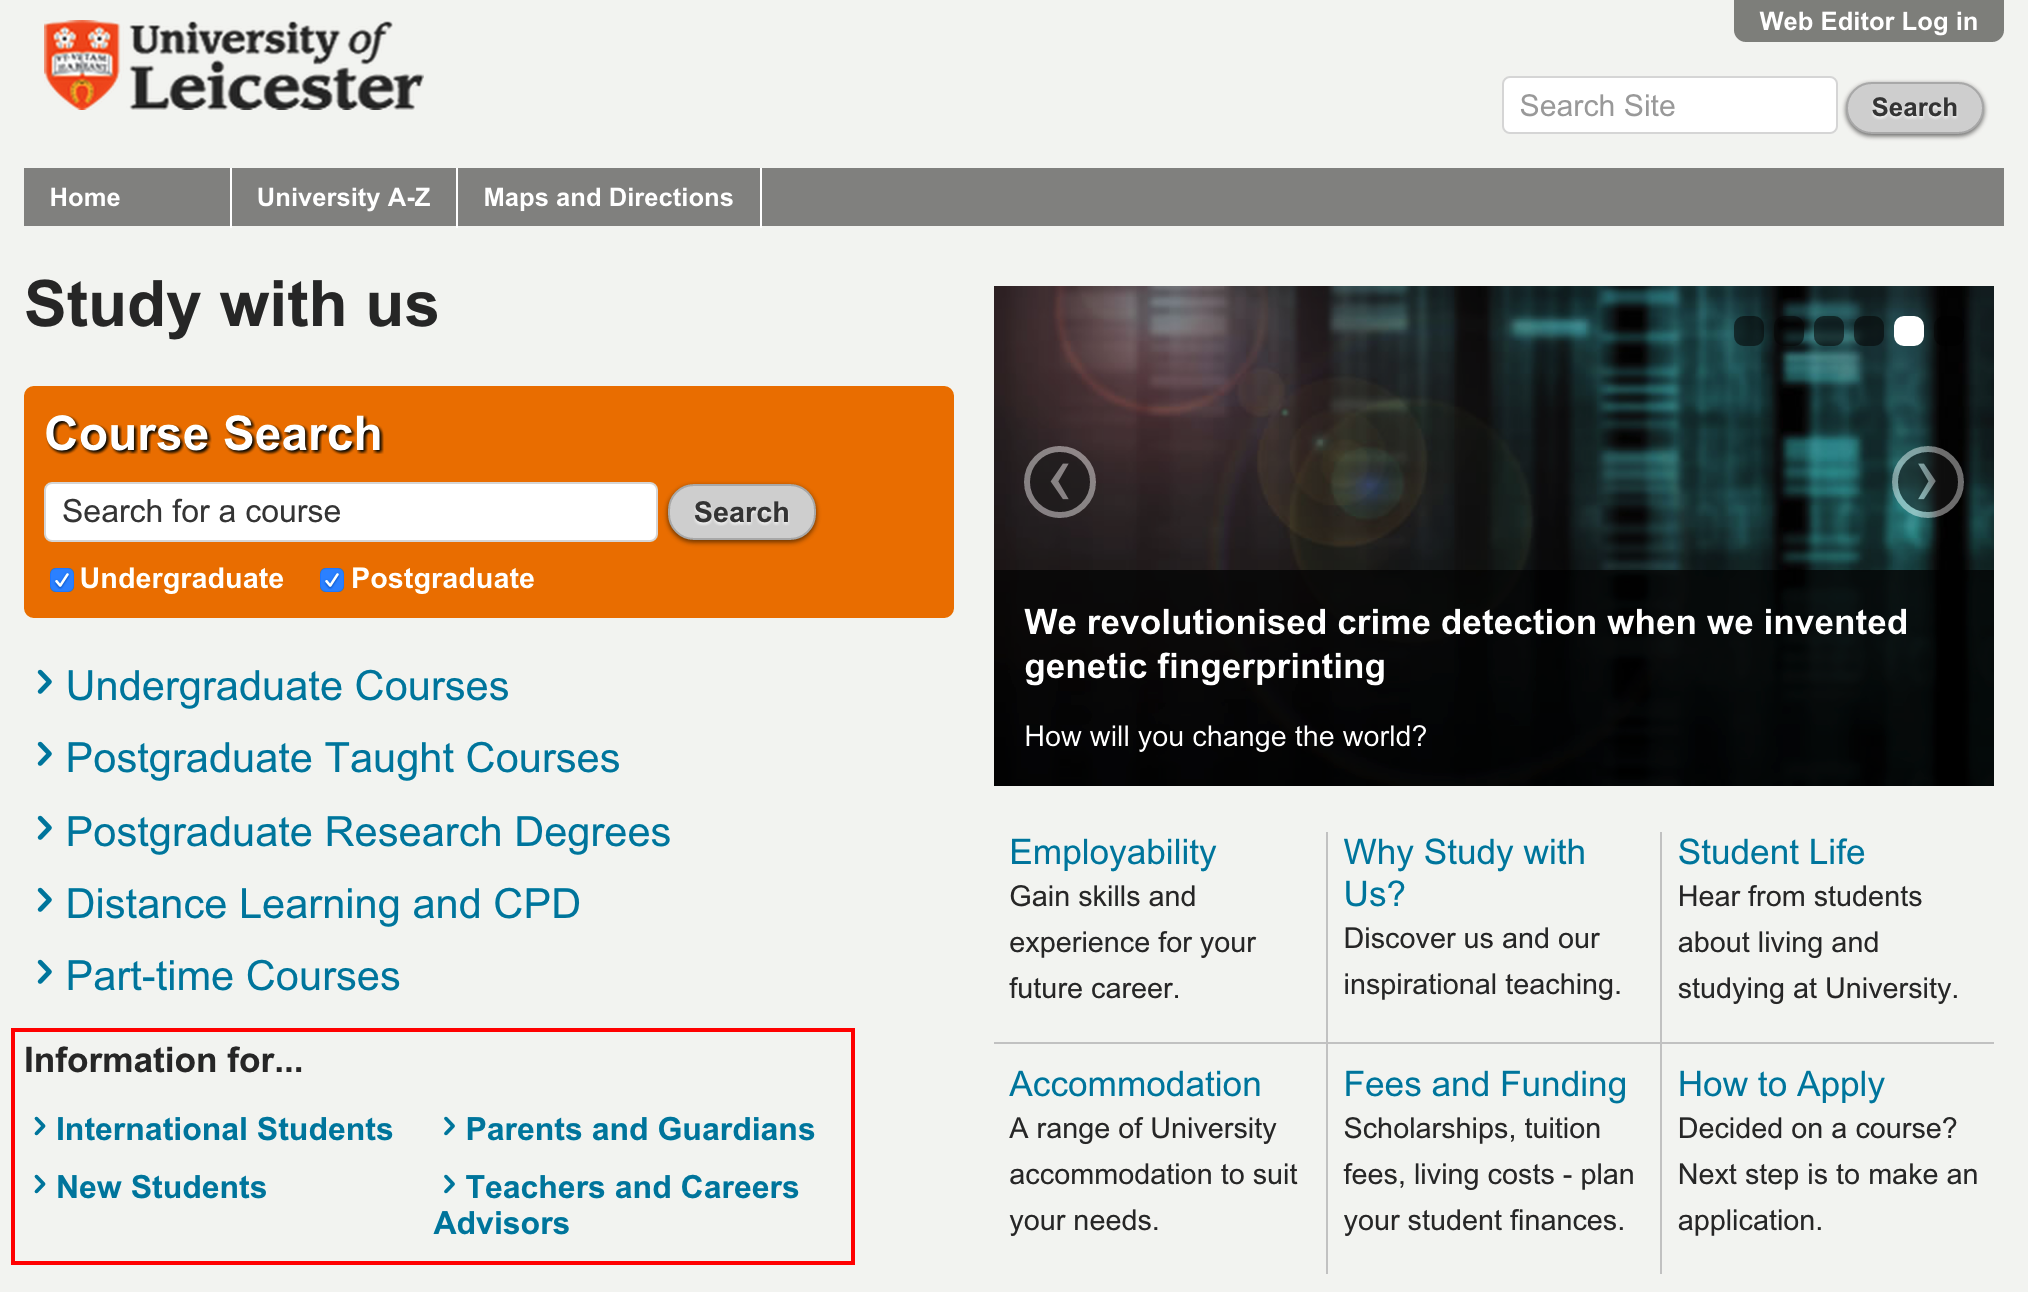 University of
Leicester
Web Editor Log in
Search Site
Search
Home
University A-Z
Maps and Directions
Study with us
Course Search
Search for a course
Search
Undergraduate
Postgraduate
Undergraduate Courses
Postgraduate Taught Courses
Postgraduate Research Degrees
Distance Learning and CPD
Part-time Courses
Information for...
International Students
New Students
Parents and Guardians
Teachers and Careers
Advisors
We revolutionised crime detection when we invented
genetic fingerprinting
How will you change the world?
Employability
Gain skills and
experience for your
future career.
Why Study with
Us?
Discover us and our
inspirational teaching.
Student Life
Hear from students
about living and
studying at University.
Accommodation
A range of University
accommodation to suit
your needs.
Fees and Funding
Scholarships, tuition
fees, living costs - plan
your student finances.
How to Apply
Decided on a course?
Next step is to make an
application.